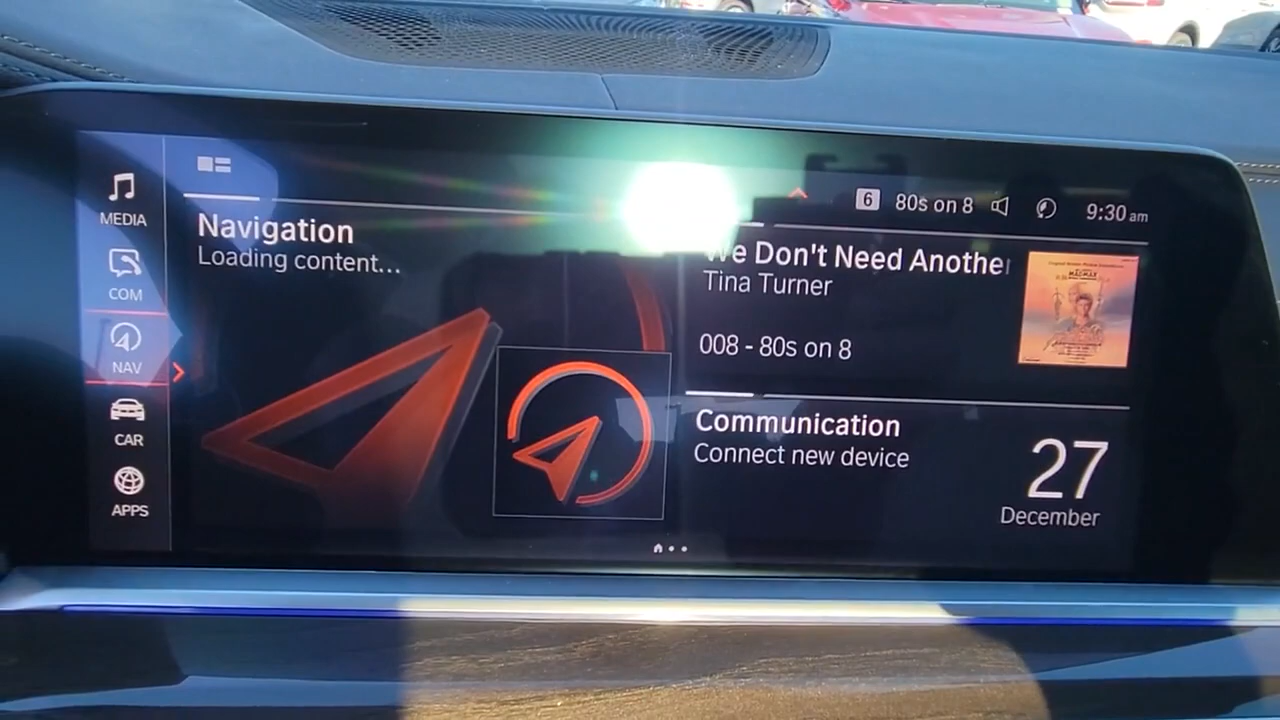 MEDIA
COM
NAV
CAR
APPS
Navigation
Loading content...
6 80s on 8 9:30 am
We Don't Need Another
Tina Turner
008 - 80s on 8
MADMAX
Communication
Connect new device
27
December